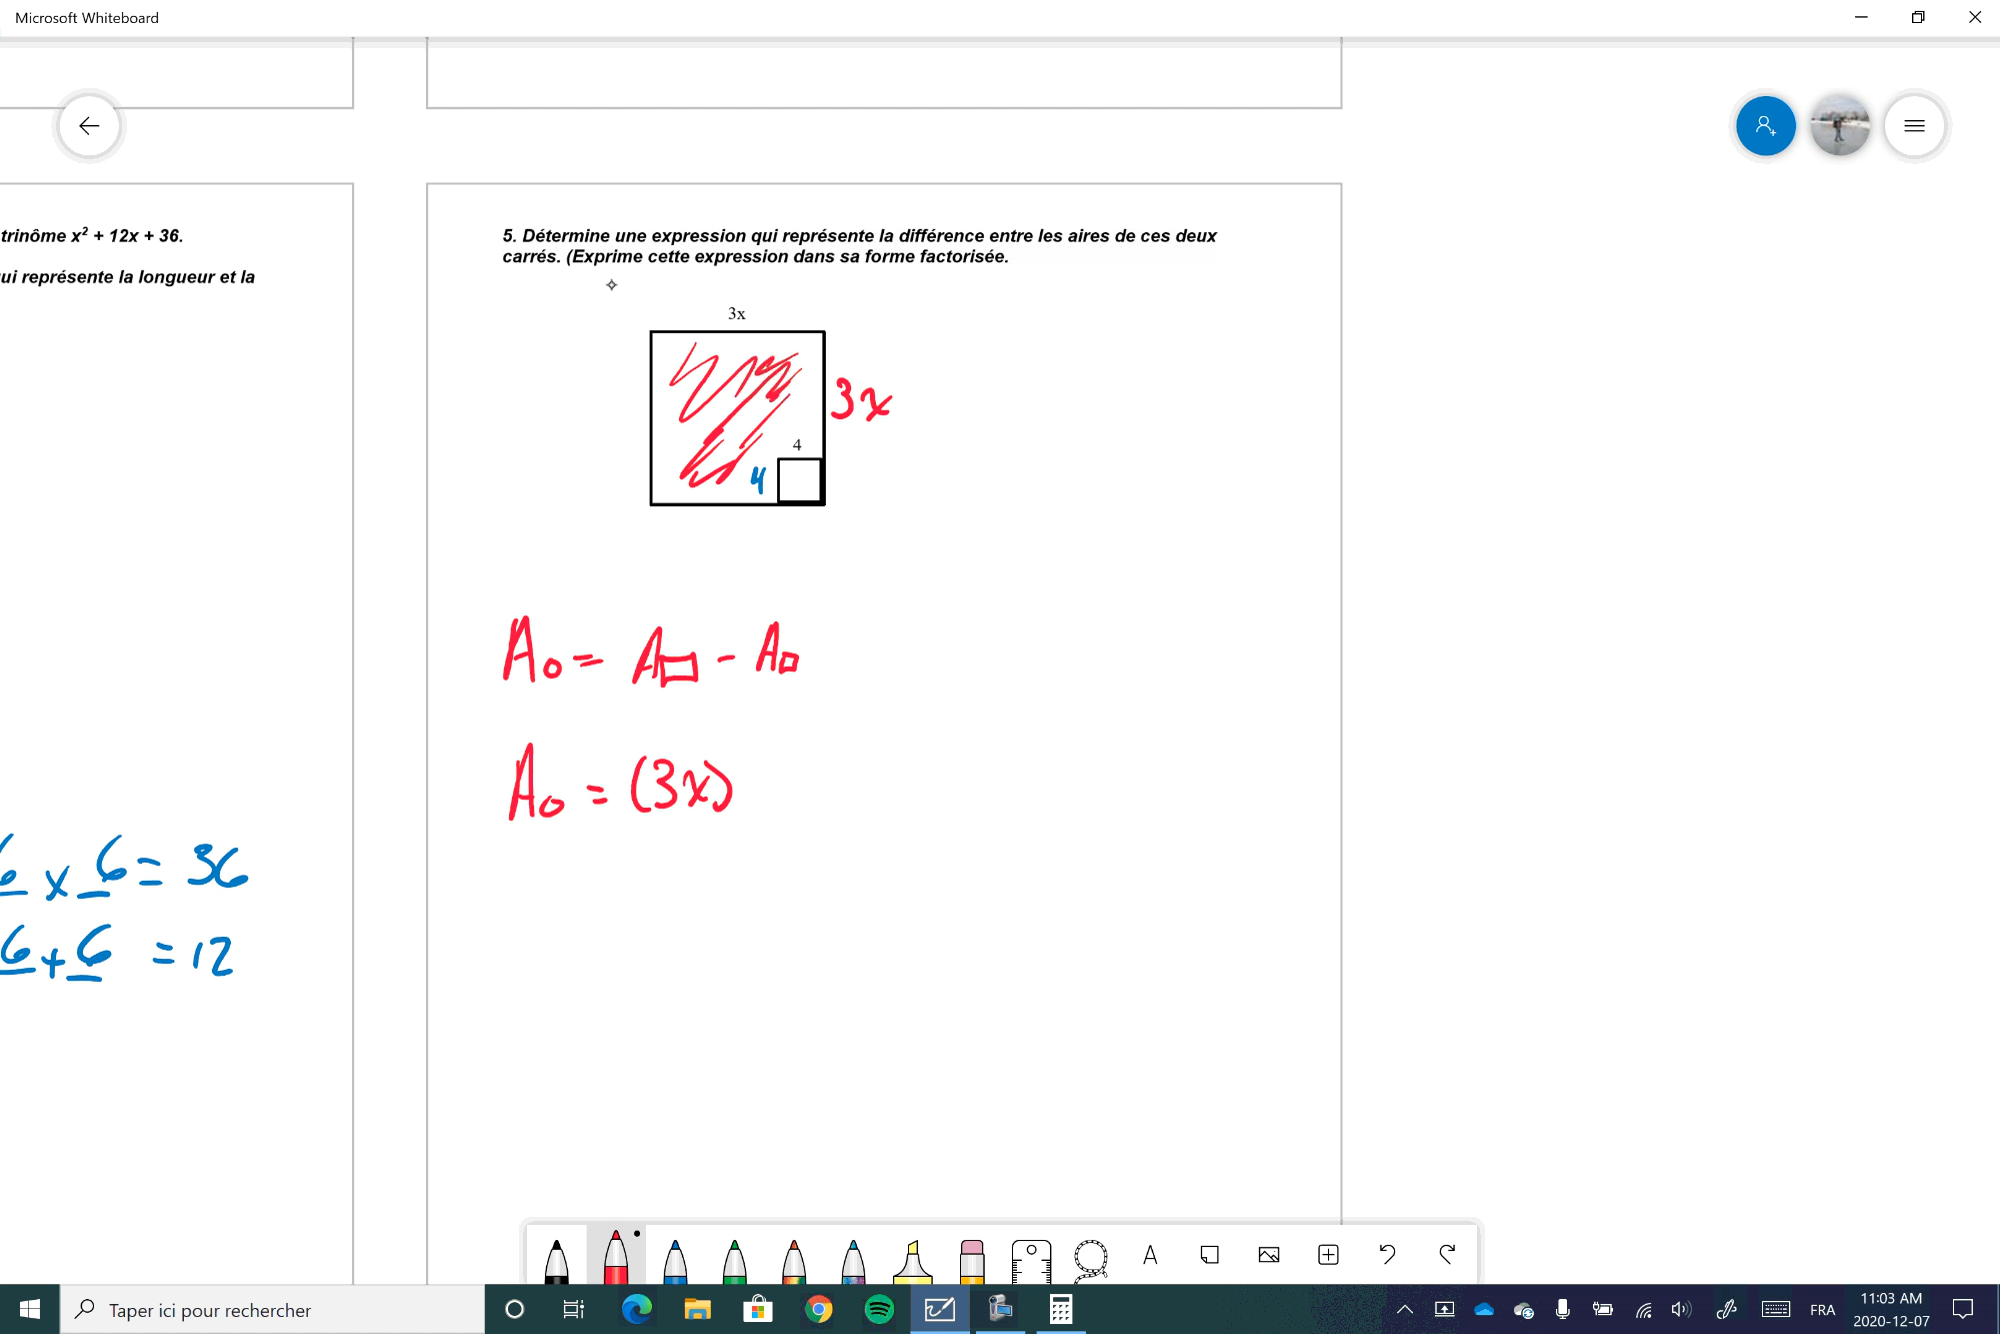 Microsoft Whiteboard
trinôme x² + 12x + 36.
ui représente la longueur et la
6 x 6 = 36
6 + 6 = 12
5. Détermine une expression qui représente la différence entre les aires de ces deux
carrés. (Exprime cette expression dans sa forme factorisée.
3x
3x
4
4
A□ = A□ - A□
A□ = (3x)
A
Taper ici pour rechercher
FRA
11:03 AM
2020-12-07